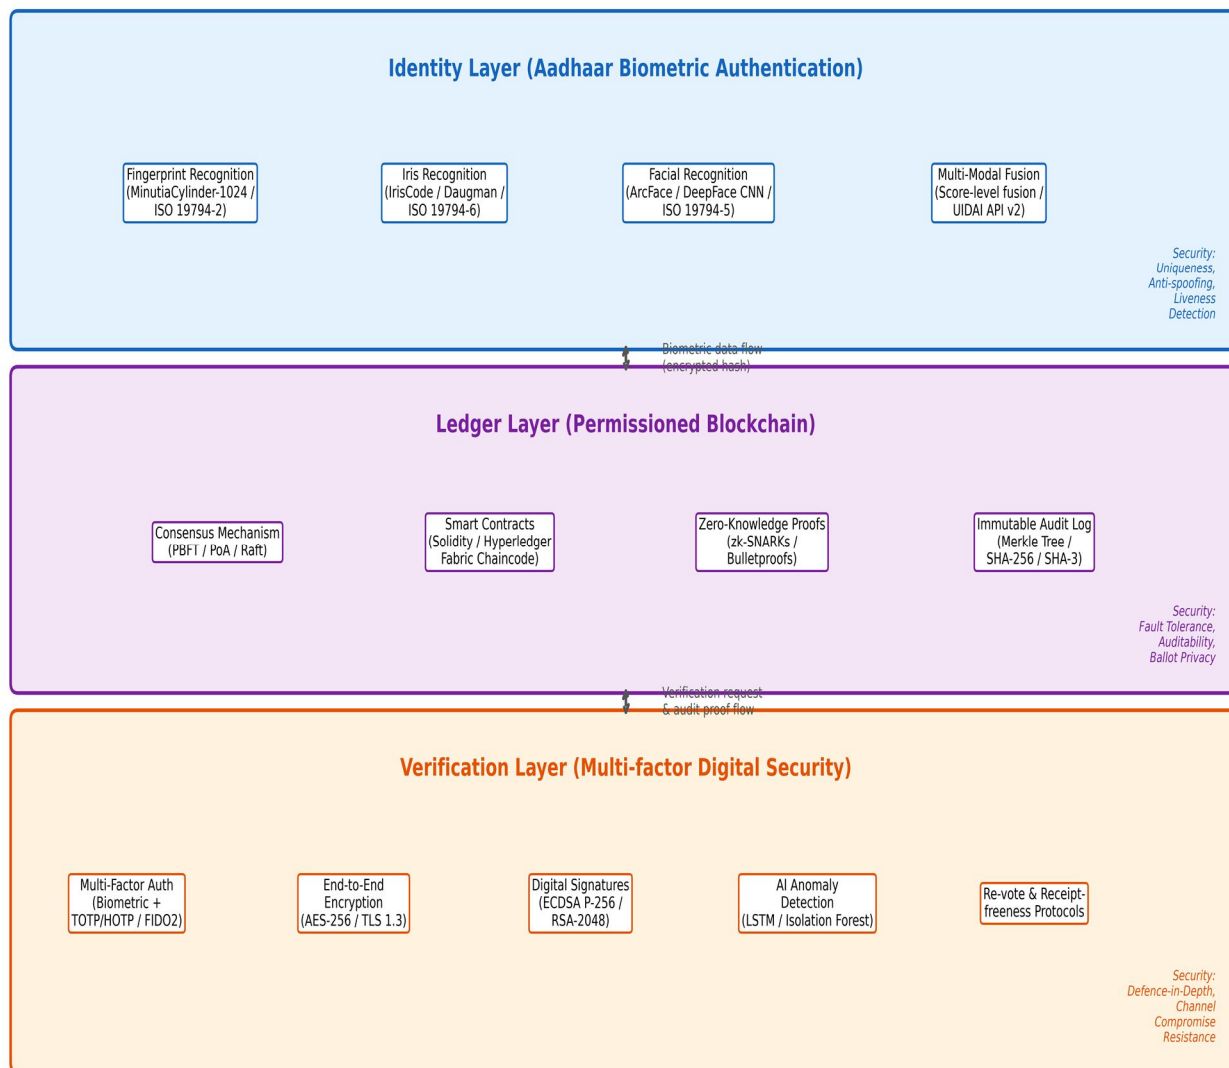 Identity Layer (Aadhaar Biometric Authentication)
Fingerprint Recognition
(MinutiaCylinder-1024 /
ISO 19794-2)
Iris Recognition
(IrisCode / Daugman /
ISO 19794-6)
Facial Recognition
(ArcFace / DeepFace CNN /
ISO 19794-5)
Multi-Modal Fusion
(Score-level fusion /
UIDAI API v2)
Security:
Uniqueness,
Anti-spoofing,
Liveness
Detection
Biometric data flow
(encrypted hash)
Ledger Layer (Permissioned Blockchain)
Consensus Mechanism
(PBFT / PoA / Raft)
Smart Contracts
(Solidity / Hyperledger
Fabric Chaincode)
Zero-Knowledge Proofs
(zk-SNARKs /
Bulletproofs)
Immutable Audit Log
(Merkle Tree /
SHA-256 / SHA-3)
Security:
Fault Tolerance,
Auditability,
Ballot Privacy
Verification request
& audit proof flow
Verification Layer (Multi-factor Digital Security)
Multi-Factor Auth
(Biometric +
TOTP/HOTP / FIDO2)
End-to-End
Encryption
(AES-256 / TLS 1.3)
Digital Signatures
(ECDSA P-256 /
RSA-2048)
AI Anomaly
Detection
(LSTM / Isolation Forest)
Re-vote & Receipt-
freeness Protocols
Security:
Defence-in-Depth,
Channel
Compromise
Resistance